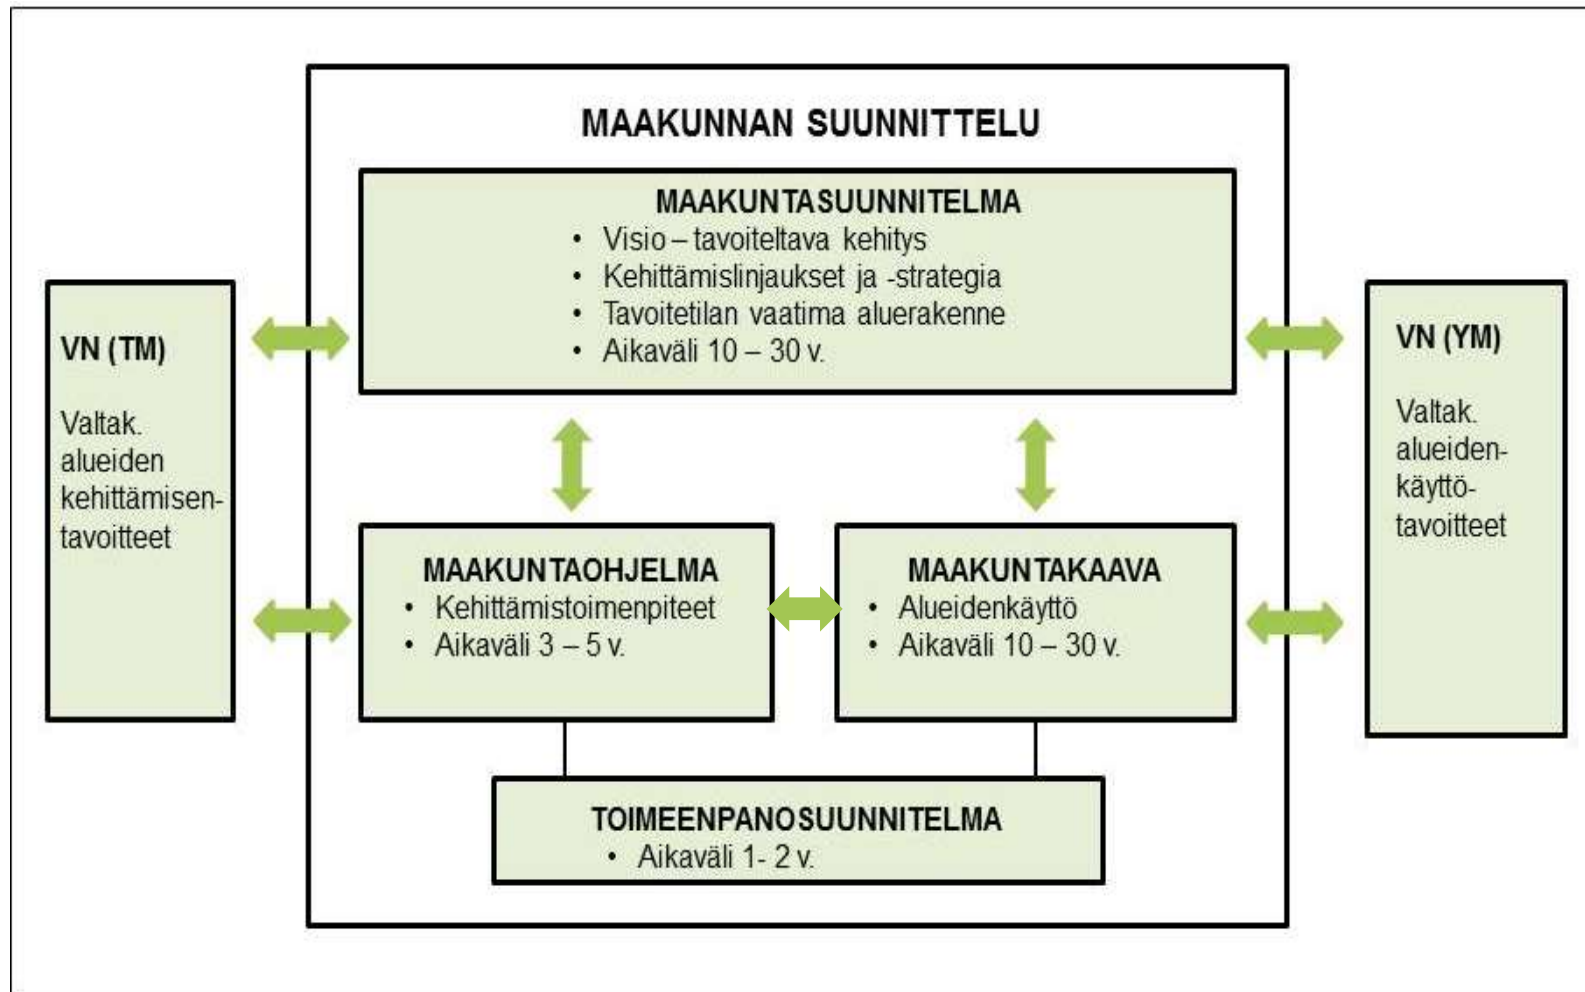 MAAKUNNAN SUUNNITTELU
MAAKUNTASUUNNITELMA
• Visio – tavoiteltava kehitys
• Kehittämislinjaukset ja -strategia
• Tavoitetilan vaatima aluerakenne
• Aikaväli 10 – 30 v.
VN (TM)
Valtak.
alueiden
kehittämisen-
tavoitteet
VN (YM)
Valtak.
alueiden-
käyttö-
tavoitteet
MAAKUNTAOHJELMA
• Kehittämistoimenpiteet
• Aikaväli 3 – 5 v.
MAAKUNTAKAAVA
• Alueidenkäyttö
• Aikaväli 10 – 30 v.
TOIMEENPANOSUUNNITELMA
• Aikaväli 1- 2 v.